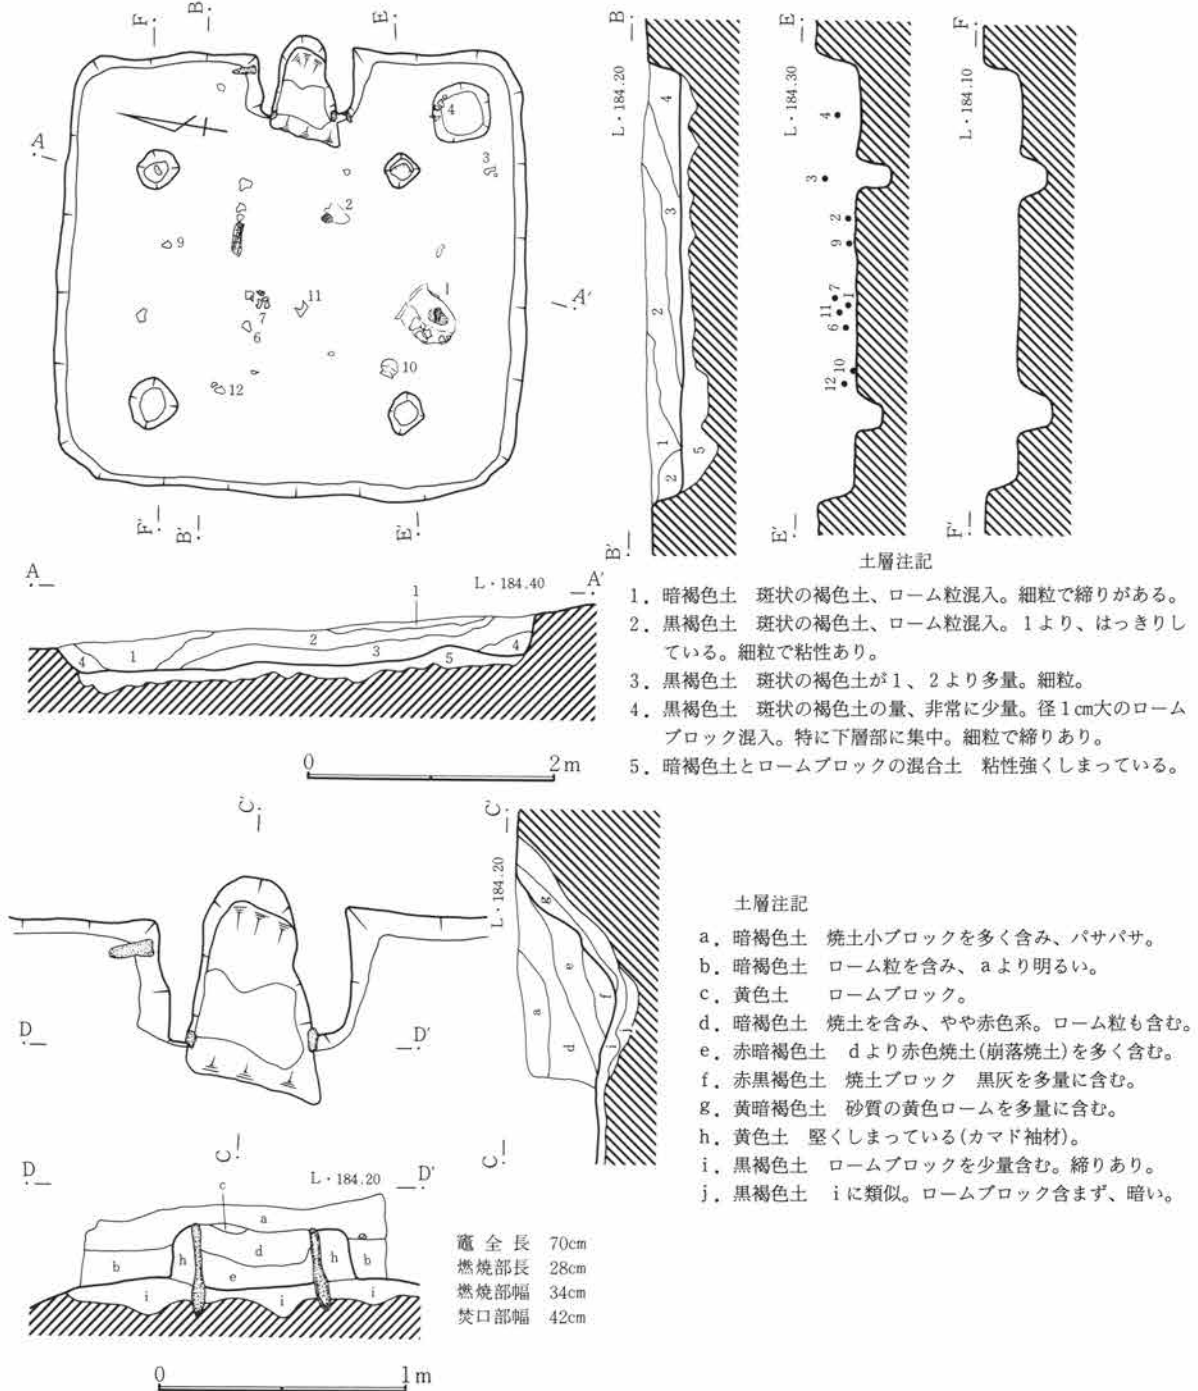 F
B
E
A
A'
4
3
2
9
11
1
7
6
10
12
F'
B'
E'
B
L・184.20
4
3
2
1
2
5
B'
E
L・184.30
4
3
2
9
7
1
11
6
10
12
E'
F
L・184.10
F'
A
L・184.40
A'
1
2
3
4
1
5
4
0
2m
土層注記
1. 暗褐色土 斑状の褐色土、ローム粒混入。細粒で締りがある。
2. 黒褐色土 斑状の褐色土、ローム粒混入。1より、はっきりし
ている。細粒で粘性あり。
3. 黒褐色土 斑状の褐色土が1、2より多量。細粒。
4. 黒褐色土 斑状の褐色土の量、非常に少量。径1cm大のローム
ブロック混入。特に下層部に集中。細粒で締りあり。
5. 暗褐色土とロームブロックの混合土 粘性強くしまっている。
C'
D
D'
C
C'
L・184.20
g
e
a
f
d
i
j
C
D
L・184.20
D'
c
a
d
h
h
b
b
e
i
i
i
0
1m
竈全長 70cm
燃焼部長 28cm
燃焼部幅 34cm
焚口部幅 42cm
土層注記
a. 暗褐色土 焼土小ブロックを多く含み、パサパサ。
b. 暗褐色土 ローム粒を含み、aより明るい。
c. 黄色土 ロームブロック。
d. 暗褐色土 焼土を含み、やや赤色系。ローム粒も含む。
e. 赤暗褐色土 dより赤色焼土(崩落焼土)を多く含む。
f. 赤黒褐色土 焼土ブロック 黒灰を多量に含む。
g. 黄暗褐色土 砂質の黄色ロームを多量に含む。
h. 黄色土 堅くしまっている(カマド袖材)。
i. 黒褐色土 ロームブロックを少量含む。締りあり。
j. 黒褐色土 iに類似。ロームブロック含まず、暗い。